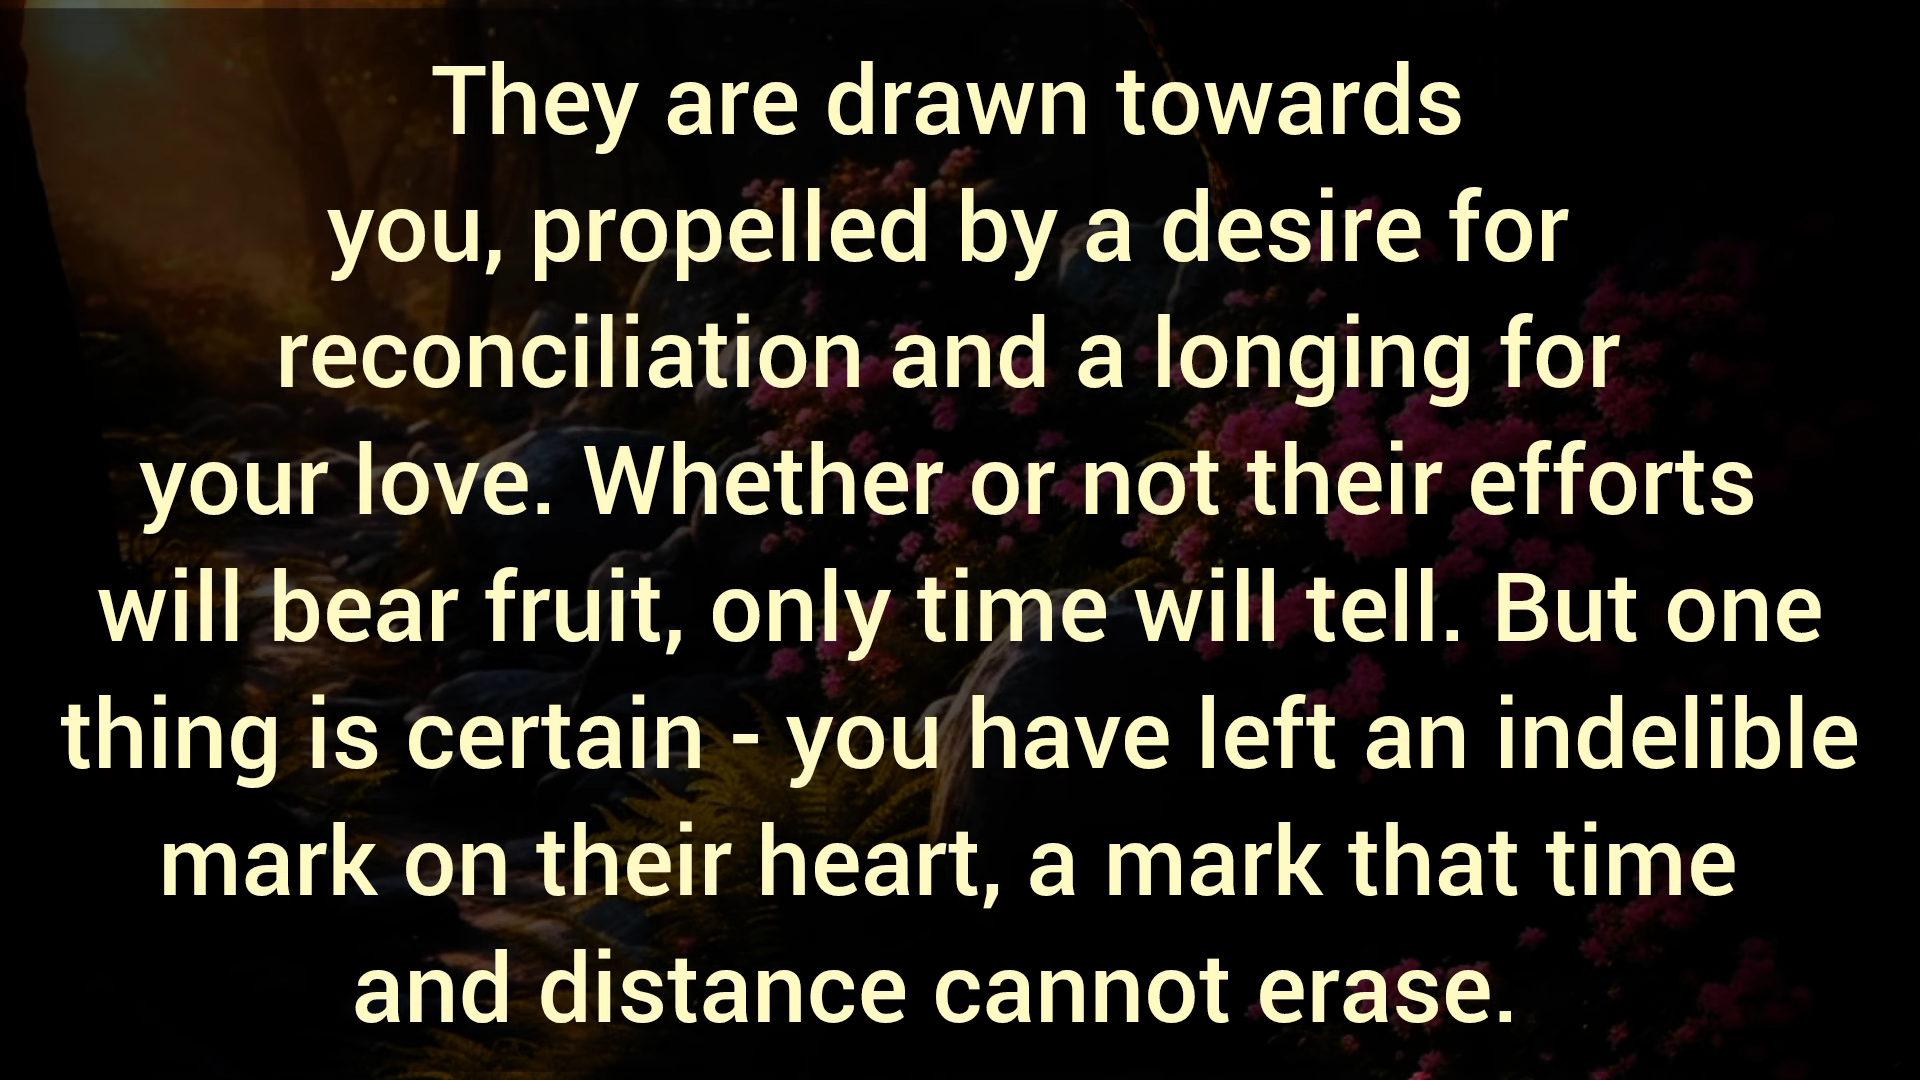 They are drawn towards
you, propelled by a desire for
reconciliation and a longing for
your love. Whether or not their efforts
will bear fruit, only time will tell. But one
thing is certain - you have left an indelible
mark on their heart, a mark that time
and distance cannot erase.